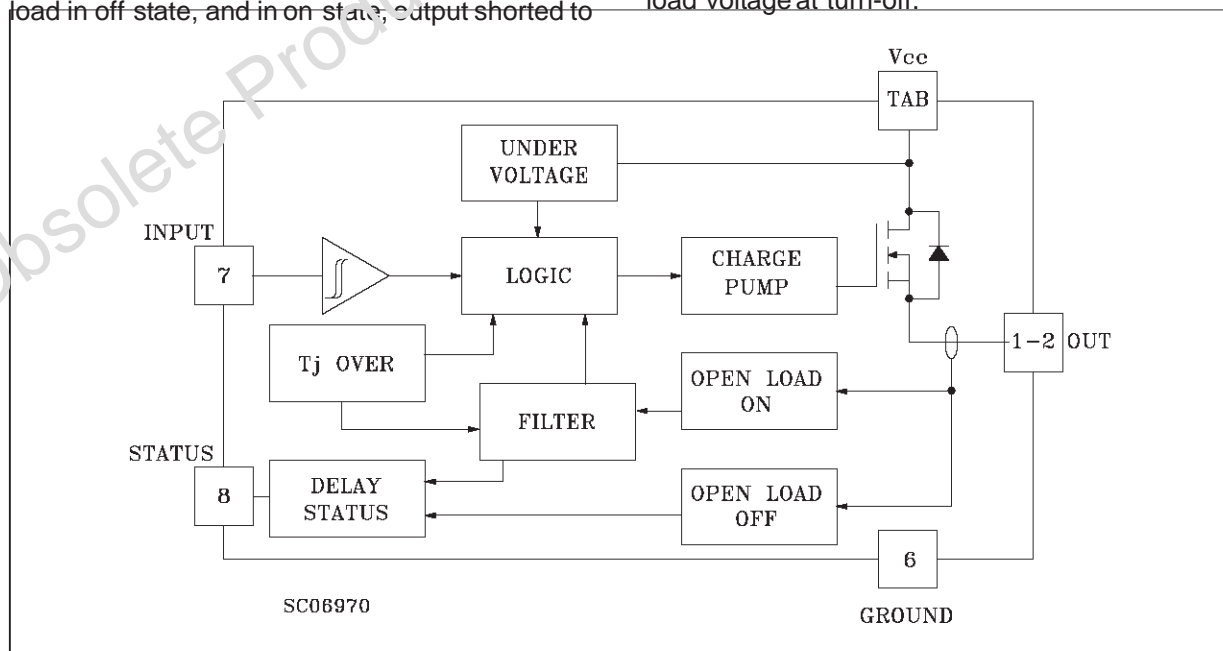 load in off state, and in on state, output shorted to
load voltage at turn-off.
Vcc
TAB
UNDER
VOLTAGE
INPUT
7
LOGIC
CHARGE
PUMP
Tj OVER
1-2 OUT
OPEN LOAD
ON
FILTER
STATUS
8
DELAY
STATUS
OPEN LOAD
OFF
6
SC06970
GROUND
Obsolete Produ